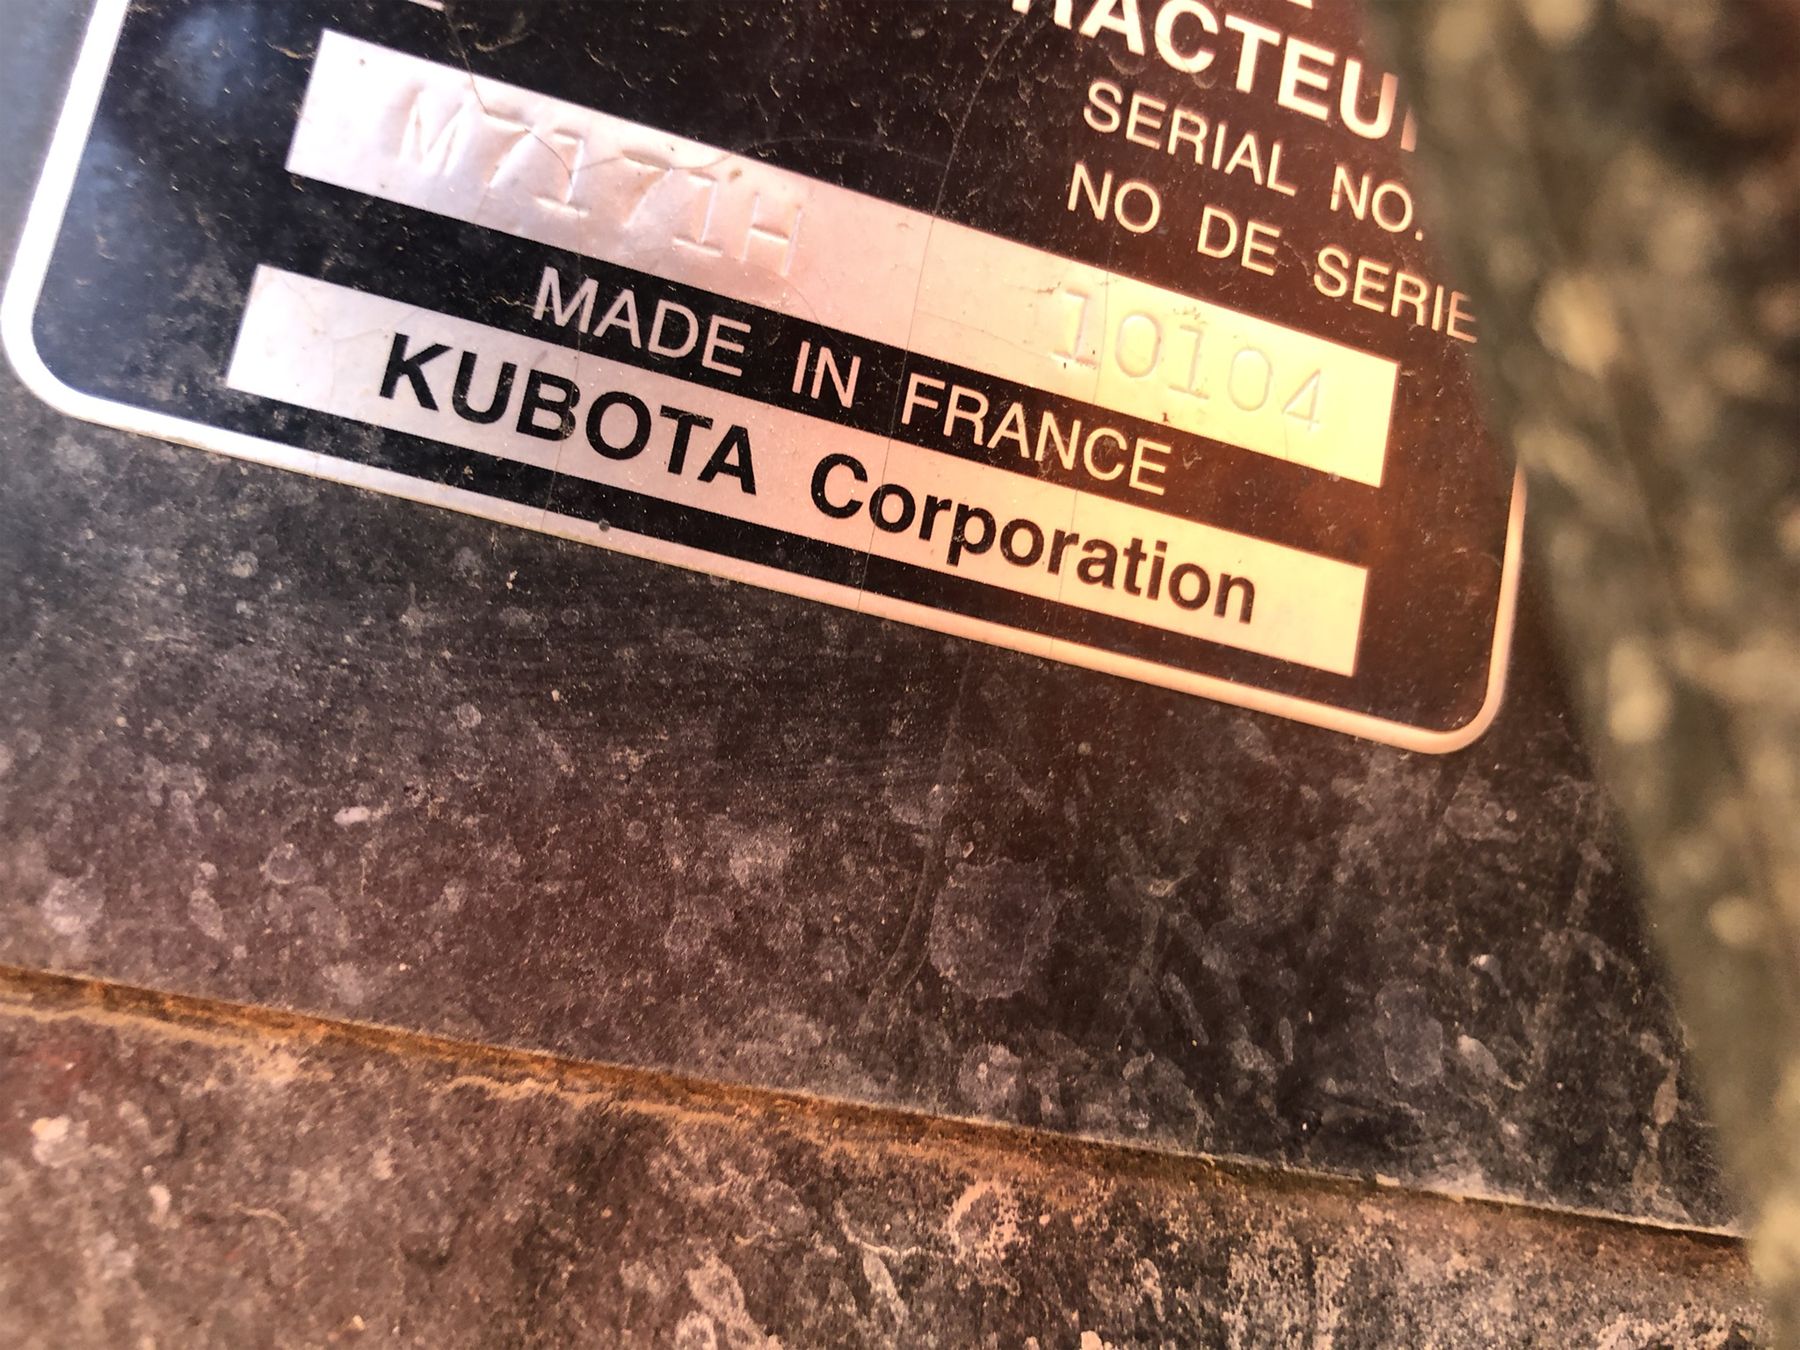 RACTEU
SERIAL NO.
NO DE SERIE
M7171H 10104
MADE IN FRANCE
KUBOTA Corporation